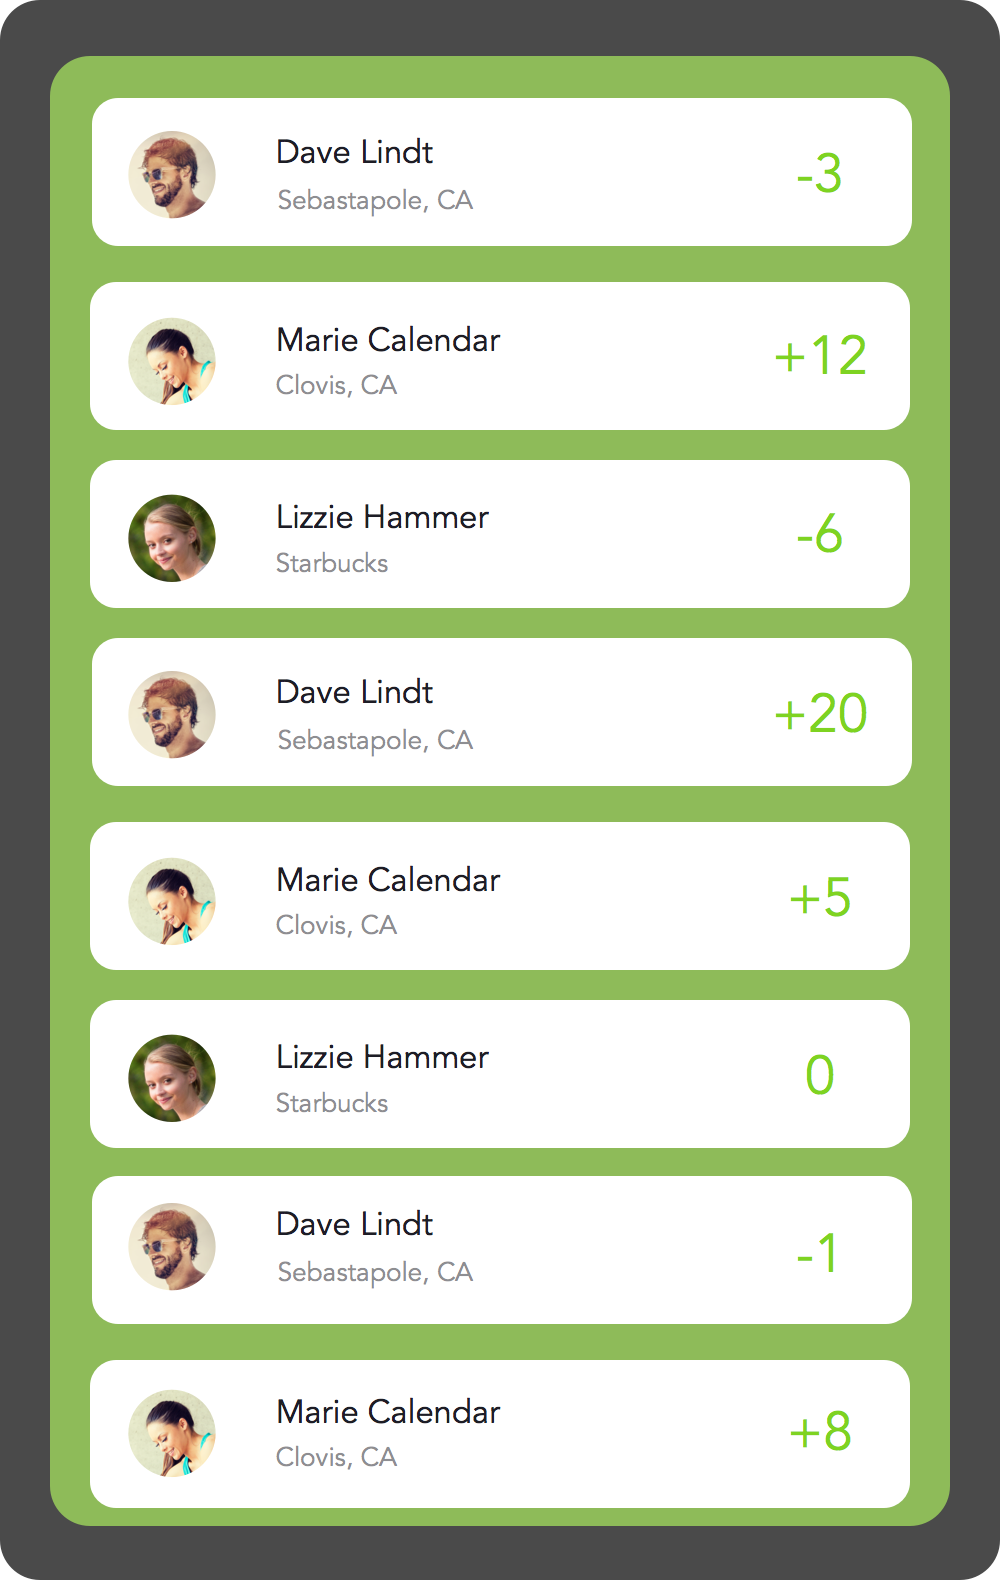 Dave Lindt
Sebastapole, CA
-3
Marie Calendar
Clovis, CA
+12
Lizzie Hammer
Starbucks
-6
Dave Lindt
Sebastapole, CA
+20
Marie Calendar
Clovis, CA
+5
Lizzie Hammer
Starbucks
0
Dave Lindt
Sebastapole, CA
-1
Marie Calendar
Clovis, CA
+8